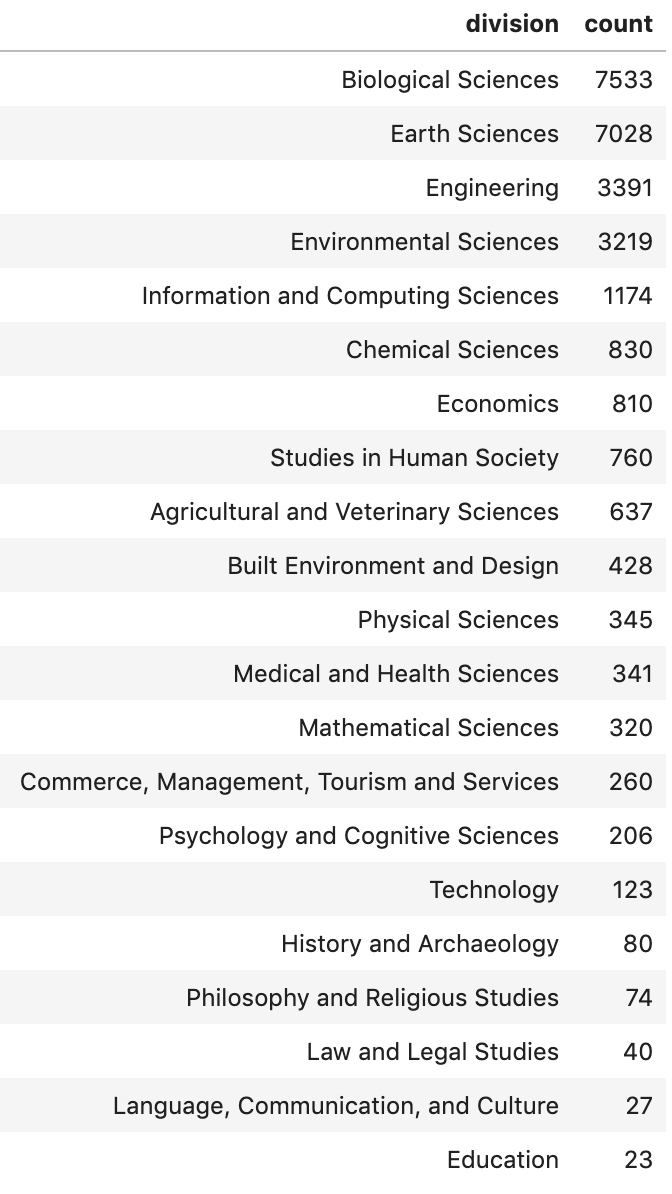 division count
Biological Sciences 7533
Earth Sciences 7028
Engineering 3391
Environmental Sciences 3219
Information and Computing Sciences 1174
Chemical Sciences 830
Economics 810
Studies in Human Society 760
Agricultural and Veterinary Sciences 637
Built Environment and Design 428
Physical Sciences 345
Medical and Health Sciences 341
Mathematical Sciences 320
Commerce, Management, Tourism and Services 260
Psychology and Cognitive Sciences 206
Technology 123
History and Archaeology 80
Philosophy and Religious Studies 74
Law and Legal Studies 40
Language, Communication, and Culture 27
Education 23